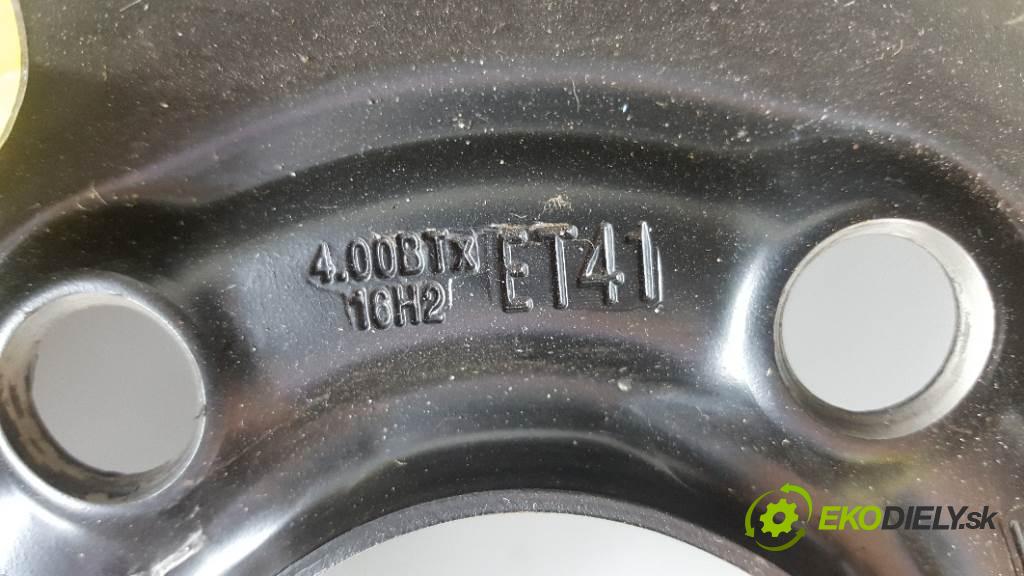 4.00BTx
16H2
ET41
EKODIELY.sk